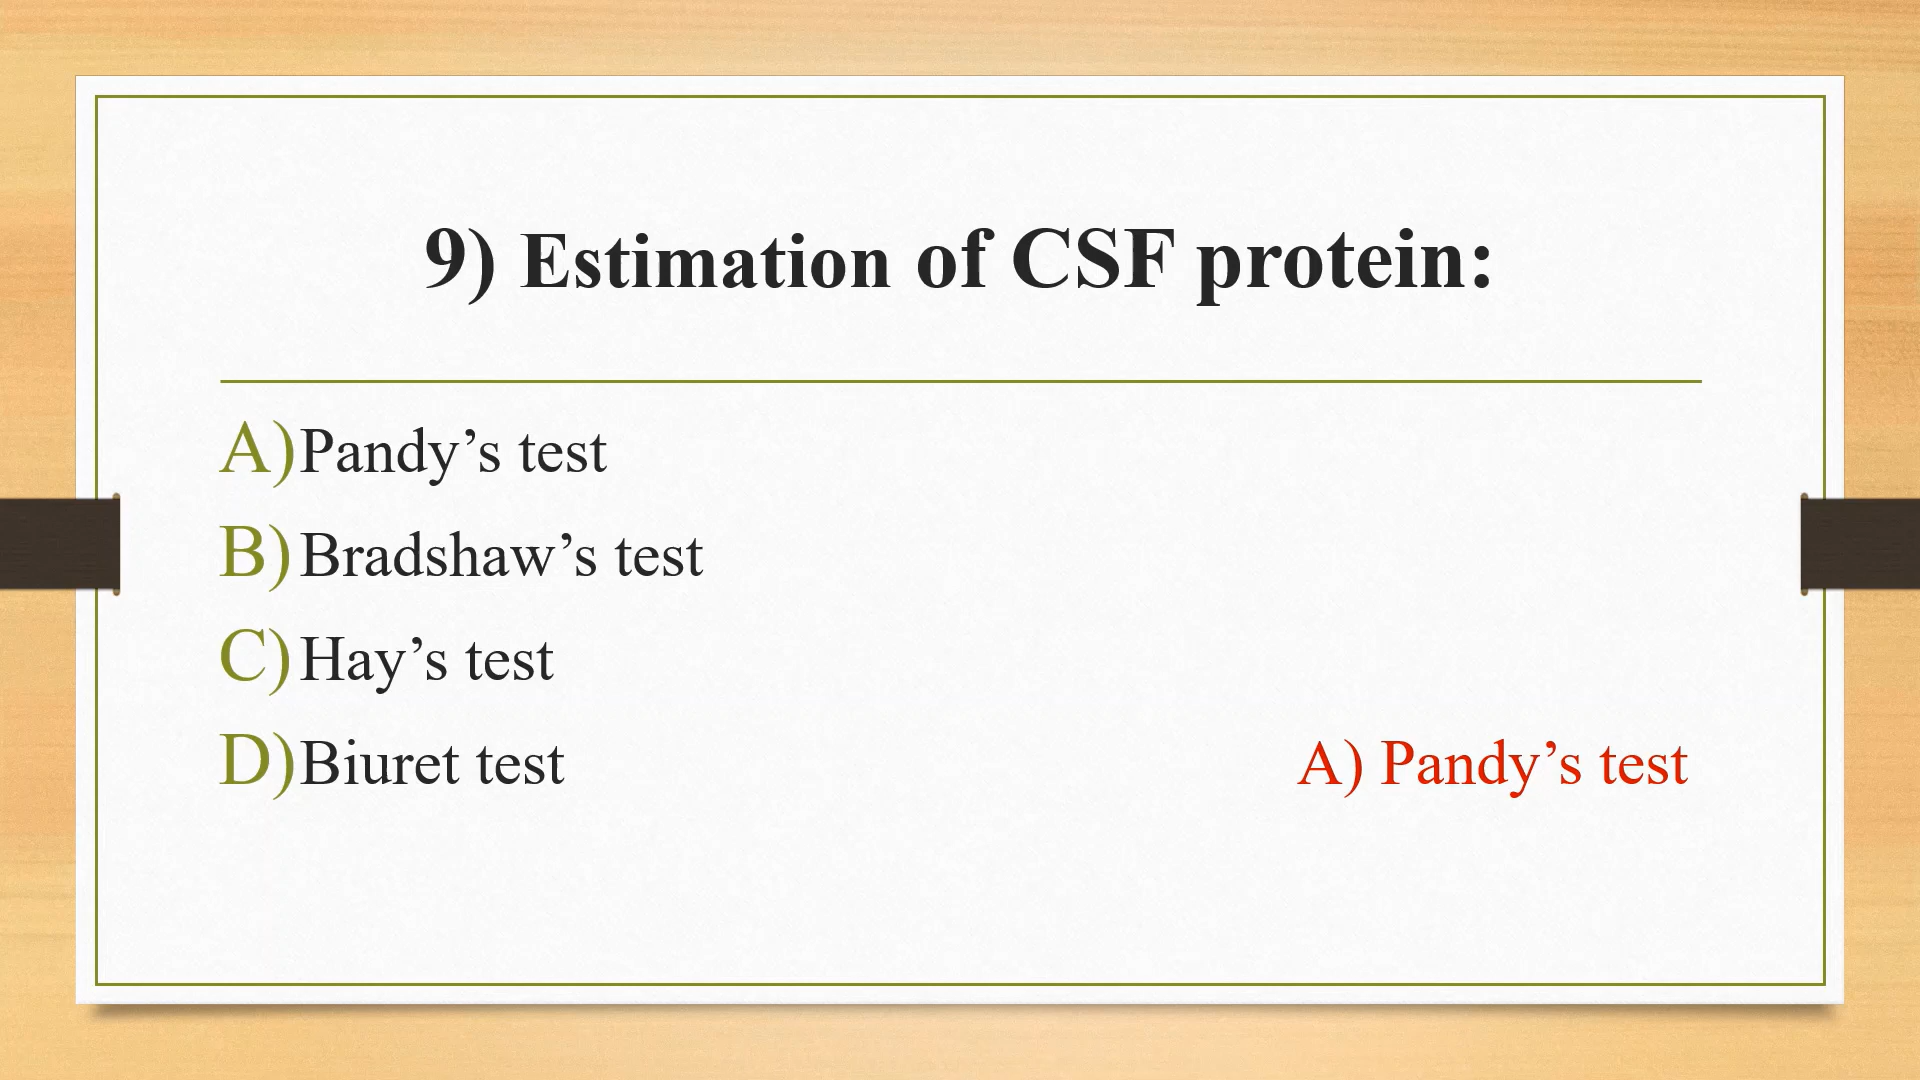 9) Estimation of CSF protein:
A) Pandy’s test
B) Bradshaw’s test
C) Hay’s test
D) Biuret test
A) Pandy’s test